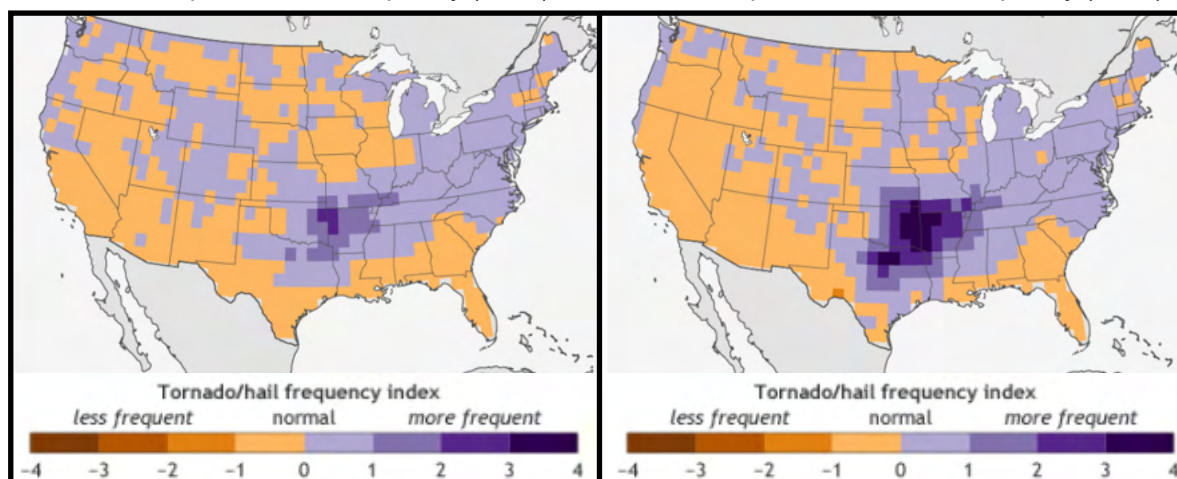 Tornado/hail frequency index
less frequent normal more frequent
−4 −3 −2 −1 0 1 2 3 4
Tornado/hail frequency index
less frequent normal more frequent
−4 −3 −2 −1 0 1 2 3 4